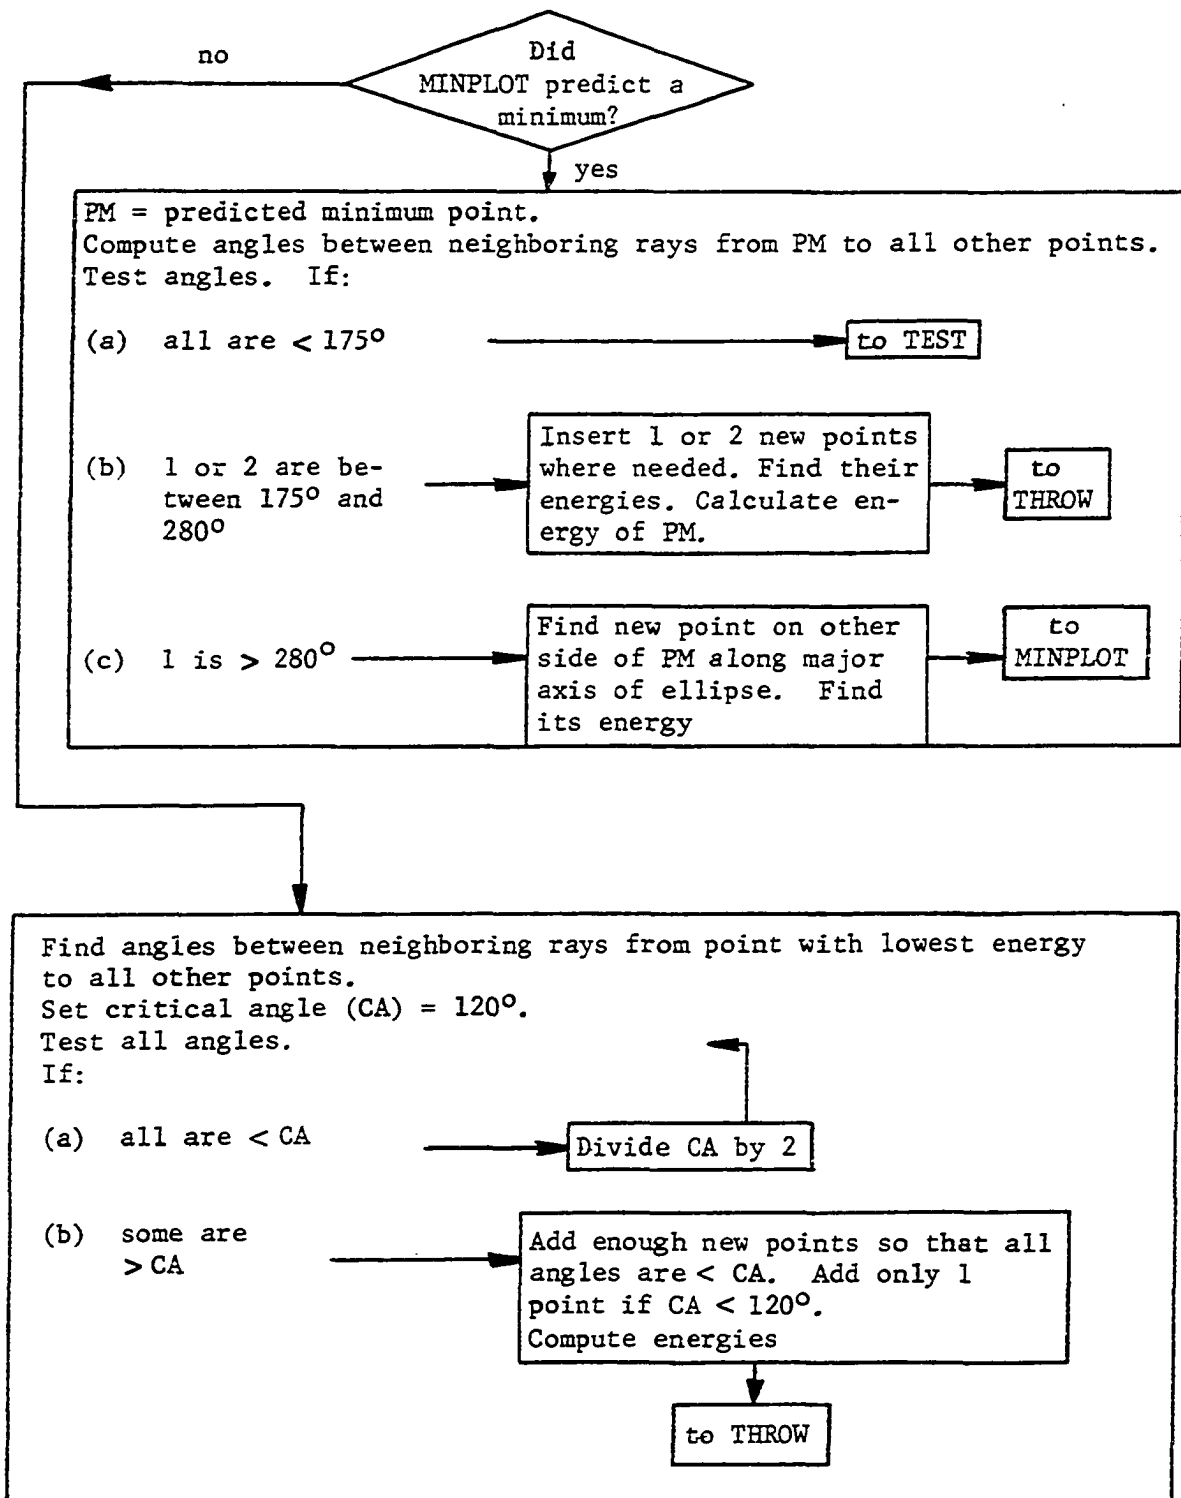 Did
MINPLOT predict a
minimum?
no
yes
PM = predicted minimum point.
Compute angles between neighboring rays from PM to all other points.
Test angles. If:
(a) all are < 175°
to TEST
(b) 1 or 2 are be-
tween 175° and
280°
Insert 1 or 2 new points
where needed. Find their
energies. Calculate en-
ergy of PM.
to
THROW
(c) 1 is > 280°
Find new point on other
side of PM along major
axis of ellipse. Find
its energy
to
MINPLOT
Find angles between neighboring rays from point with lowest energy
to all other points.
Set critical angle (CA) = 120°.
Test all angles.
If:
(a) all are < CA
Divide CA by 2
(b) some are
> CA
Add enough new points so that all
angles are < CA. Add only 1
point if CA < 120°.
Compute energies
to THROW